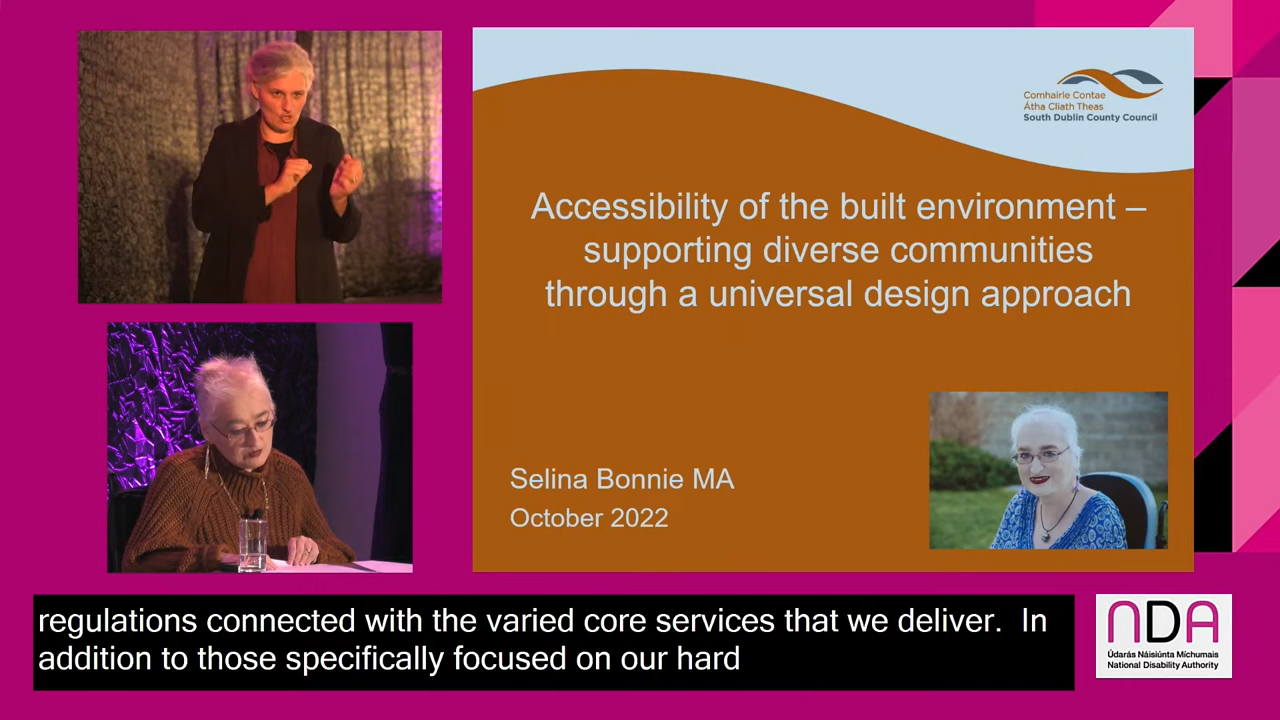 Comhairle Contae
Átha Cliath Theas
South Dublin County Council
Accessibility of the built environment –
supporting diverse communities
through a universal design approach
Selina Bonnie MA
October 2022
regulations connected with the varied core services that we deliver.  In
addition to those specifically focused on our hard
NDA
Údarás Náisiúnta Míchumais
National Disability Authority